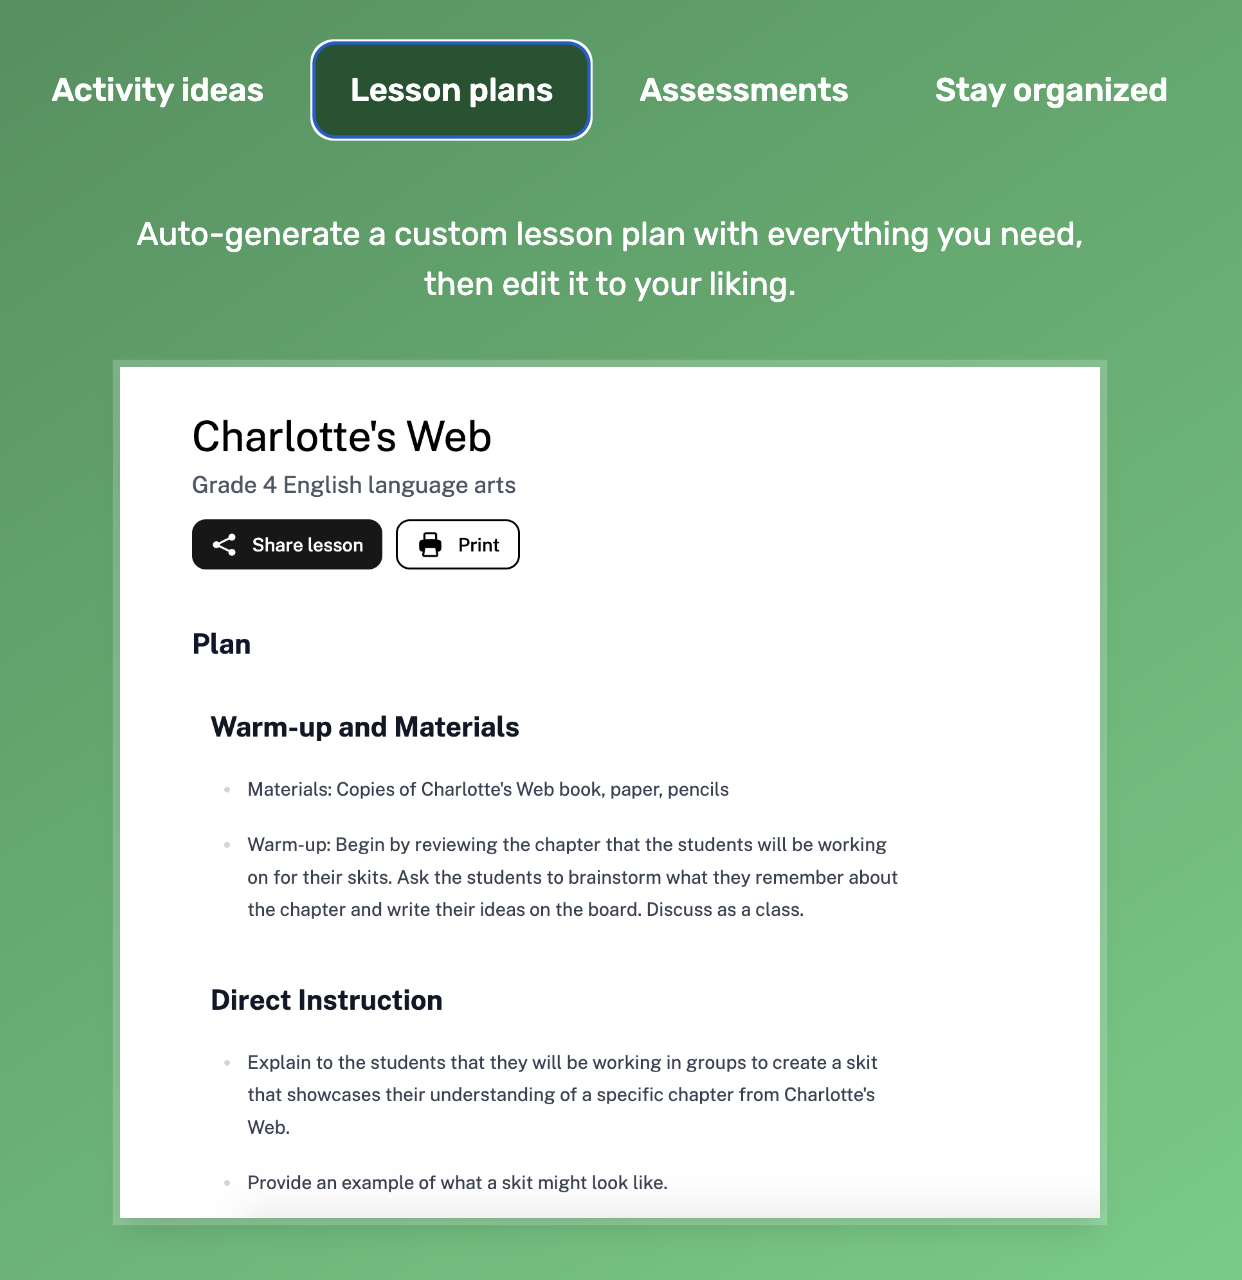 Activity ideas
Lesson plans
Assessments
Stay organized
Auto-generate a custom lesson plan with everything you need,
then edit it to your liking.
Charlotte's Web
Grade 4 English language arts
Share lesson
Print
Plan
Warm-up and Materials
Materials: Copies of Charlotte's Web book, paper, pencils
Warm-up: Begin by reviewing the chapter that the students will be working
on for their skits. Ask the students to brainstorm what they remember about
the chapter and write their ideas on the board. Discuss as a class.
Direct Instruction
Explain to the students that they will be working in groups to create a skit
that showcases their understanding of a specific chapter from Charlotte's
Web.
Provide an example of what a skit might look like.